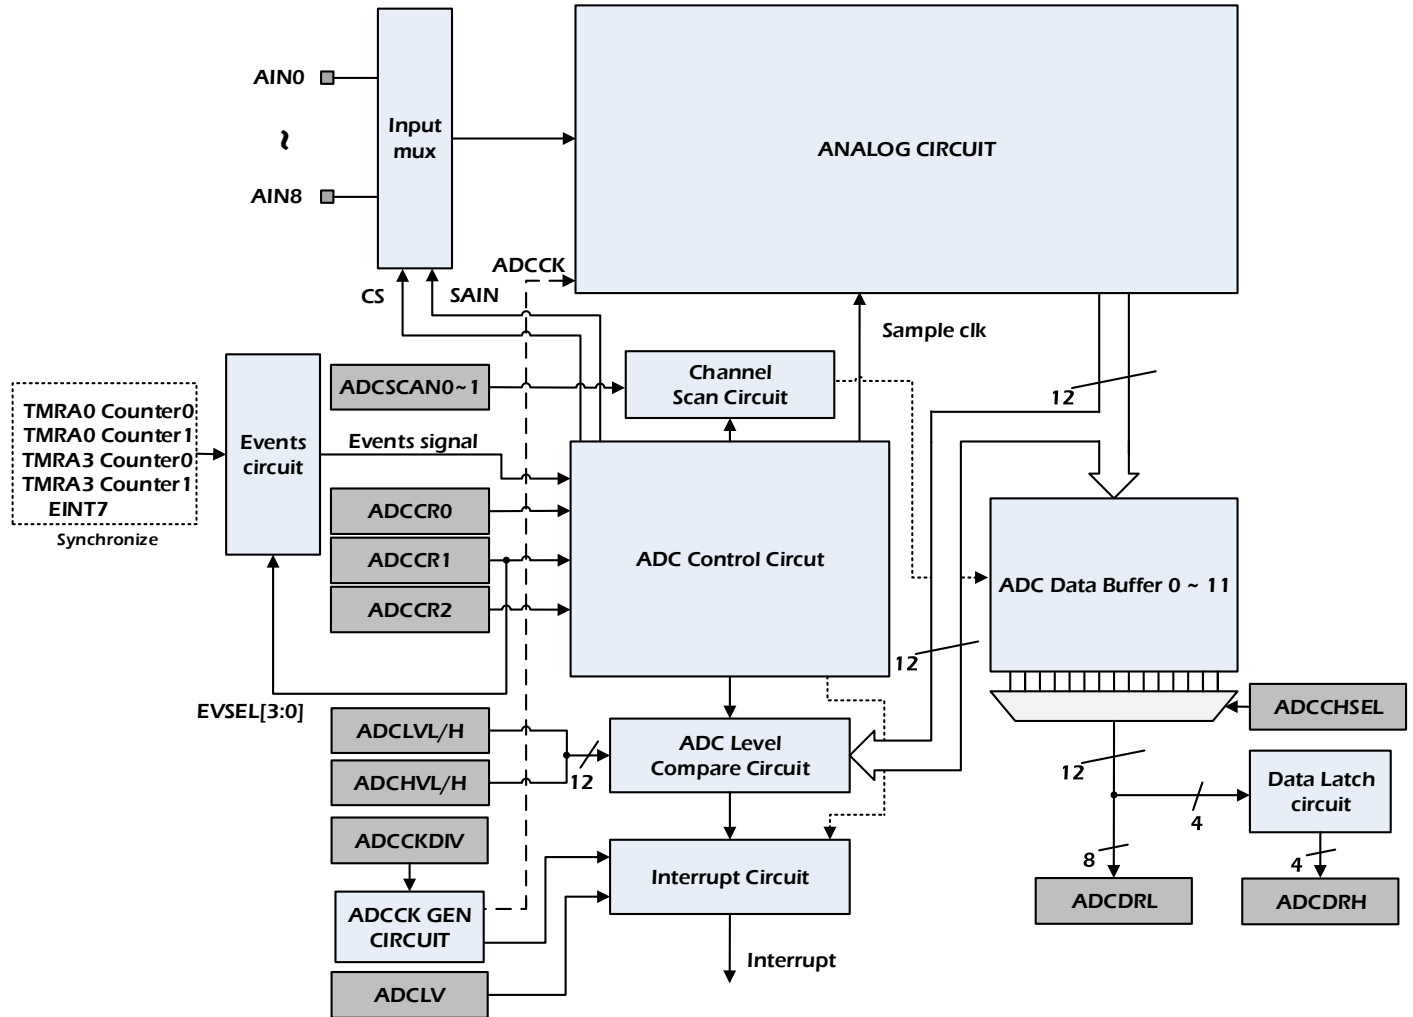 AIN0
~
AIN8
Input
mux
ANALOG CIRCUIT
ADCCK
CS
SAIN
Sample clk
ADCSCAN0~1
Channel
Scan Circuit
12
TMRA0 Counter0
TMRA0 Counter1
TMRA3 Counter0
TMRA3 Counter1
EINT7
Synchronize
Events
circuit
Events signal
ADCCR0
ADCCR1
ADCCR2
ADC Control Circut
ADC Data Buffer 0 ~ 11
12
EVSEL[3:0]
ADCCHSEL
ADCLVL/H
ADCHVL/H
12
ADC Level
Compare Circuit
12
Data Latch
circuit
4
8
4
ADCCKDIV
ADCCK GEN
CIRCUIT
Interrupt Circuit
ADCDRL
ADCDRH
Interrupt
ADCLV